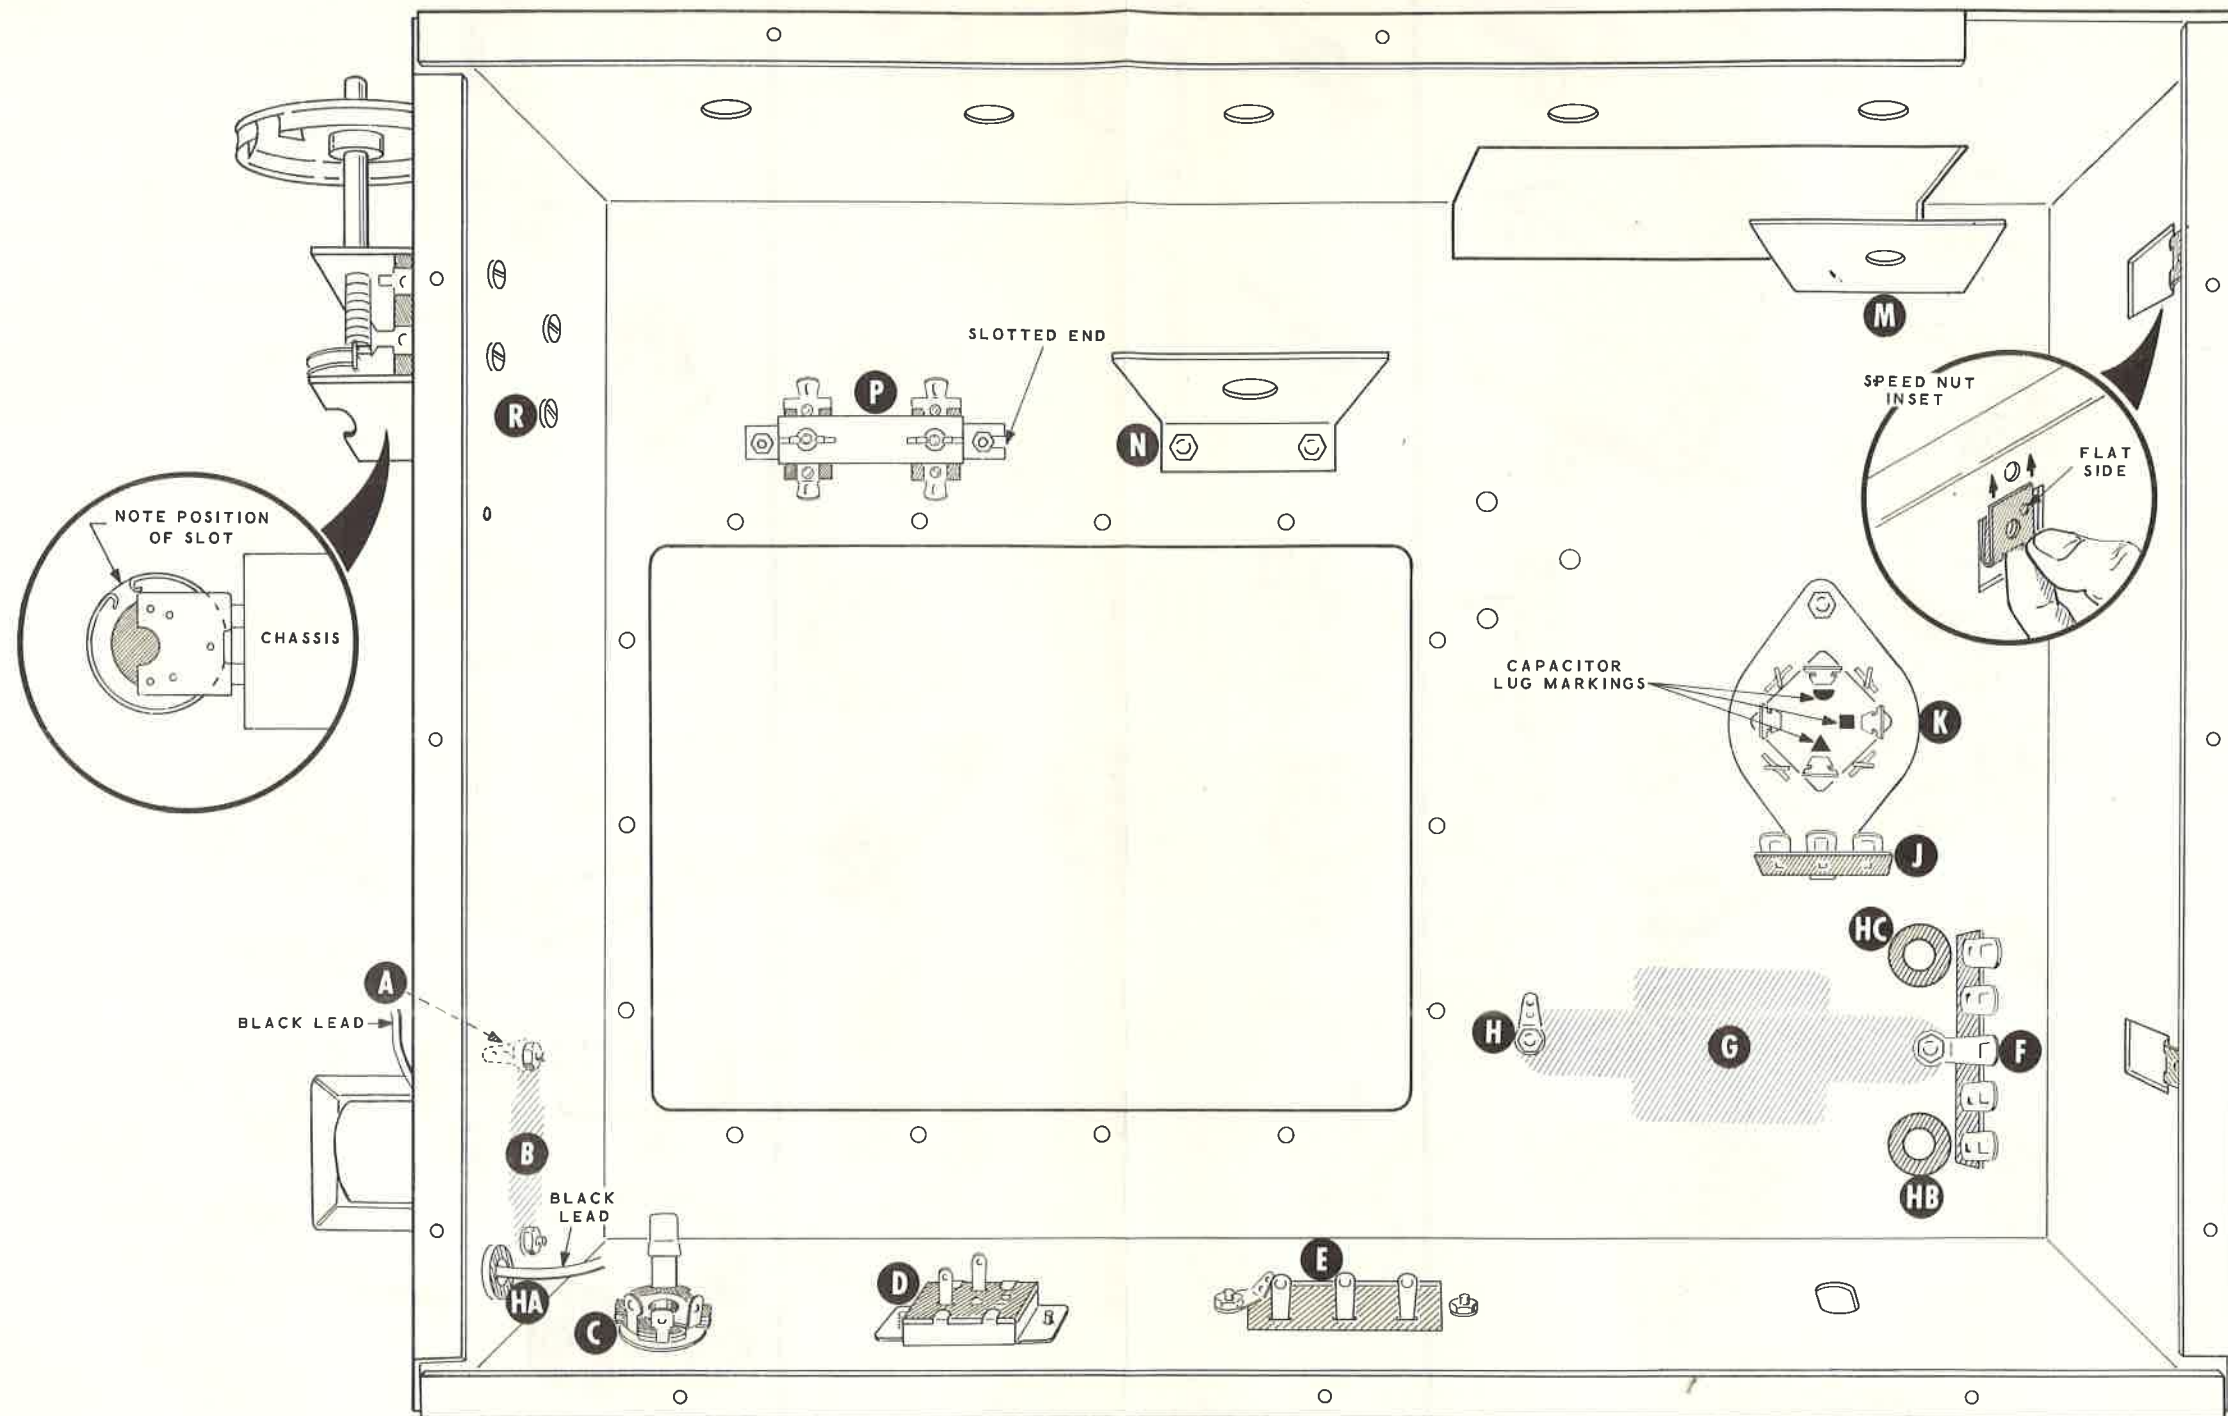 M
SLOTTED END
SPEED NUT
INSET
P
R
N
FLAT
SIDE
NOTE POSITION
OF SLOT
CHASSIS
CAPACITOR
LUG MARKINGS
K
J
HC
A
BLACK LEAD
H
G
F
B
BLACK
LEAD
HB
E
D
HA
C